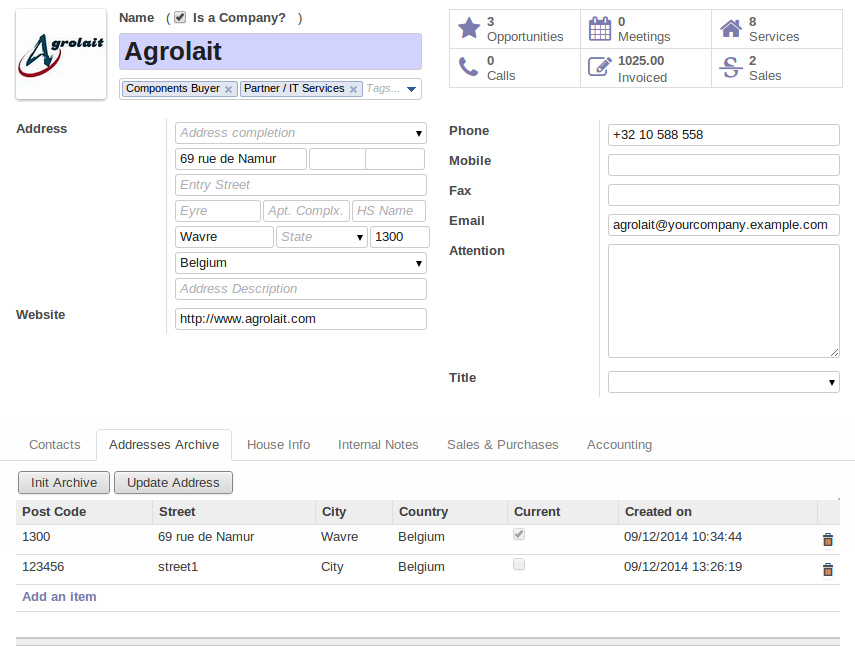 Agrolait
Name ( Is a Company? )
Agrolait
Components Buyer × Partner / IT Services × Tags...
3 Opportunities
0 Meetings
8 Services
0 Calls
1025.00 Invoiced
2 Sales
Address
Address completion
69 rue de Namur
Entry Street
Eyre Apt. Complx. HS Name
Wavre State 1300
Belgium
Address Description
Website http://www.agrolait.com
Phone +32 10 588 558
Mobile
Fax
Email agrolait@yourcompany.example.com
Attention
Title
Contacts Addresses Archive House Info Internal Notes Sales & Purchases Accounting
Init Archive Update Address
Post Code Street City Country Current Created on
1300 69 rue de Namur Wavre Belgium 09/12/2014 10:34:44
123456 street1 City Belgium 09/12/2014 13:26:19
Add an item